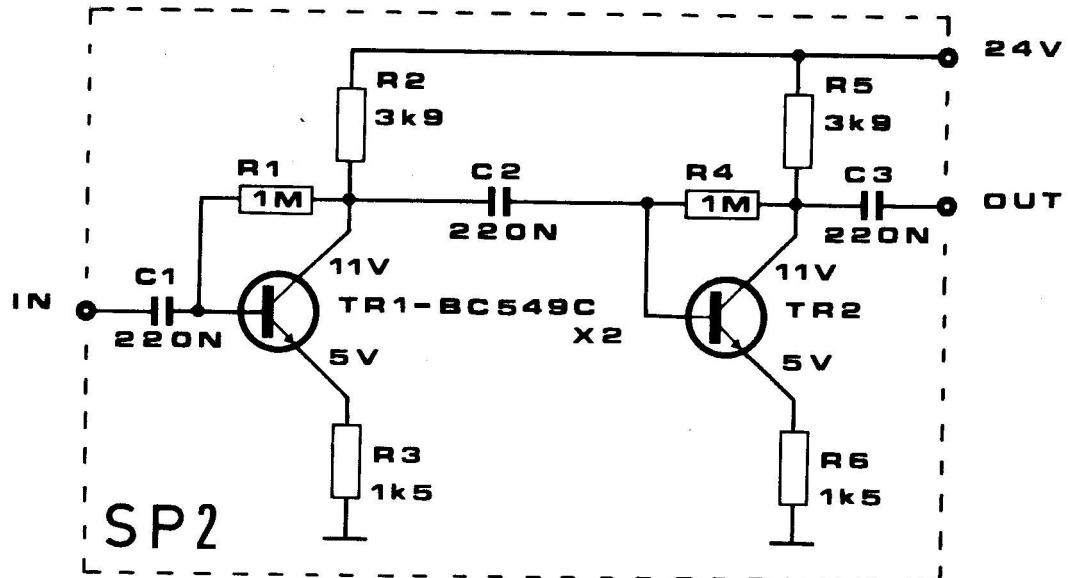 24V
R2
3k9
R5
3k9
R1
1M
C2
220N
R4
1M
C3
220N
OUT
C1
220N
IN
11V
TR1-BC549C
X2
5V
11V
TR2
5V
R3
1k5
R6
1k5
SP2